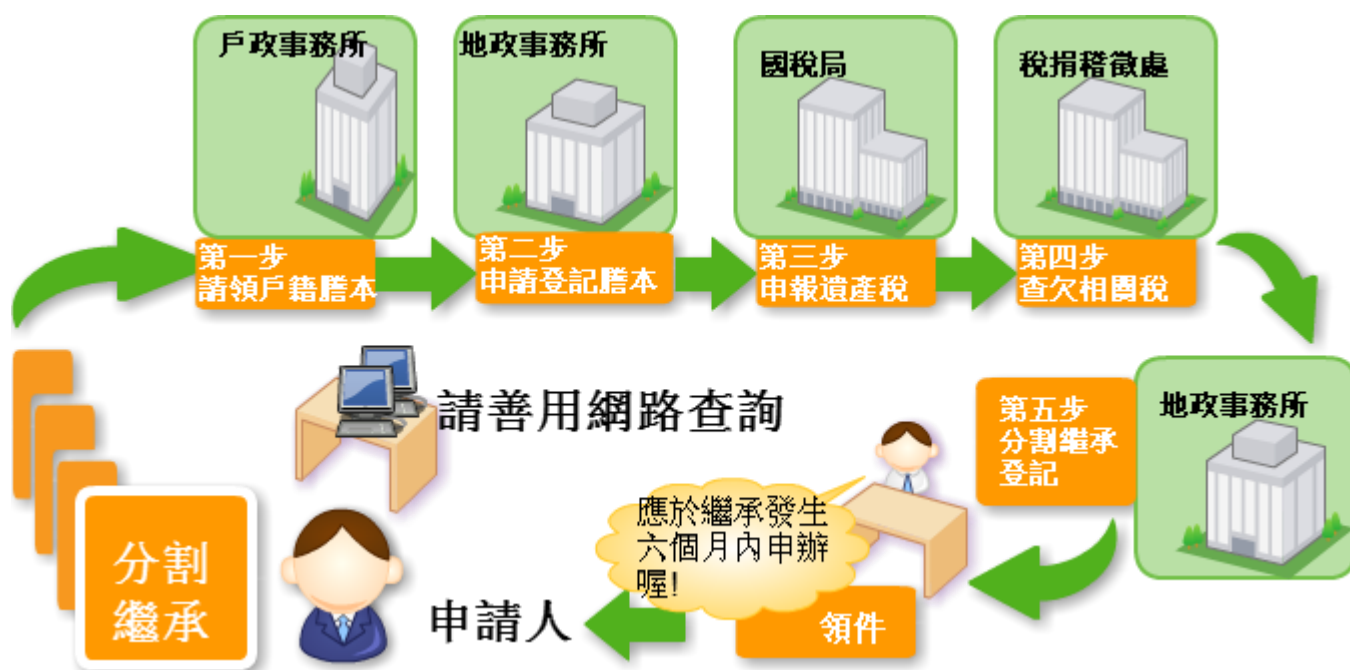 戶政事務所
第一步
請領戶籍謄本
地政事務所
第二步
申請登記謄本
國稅局
第三步
申報遺產稅
稅捐稽徵處
第四步
查欠相關稅
地政事務所
第五步
分割繼承
登記
請善用網路查詢
應於繼承發生
六個月內申辦
喔!
領件
申請人
分割
繼承